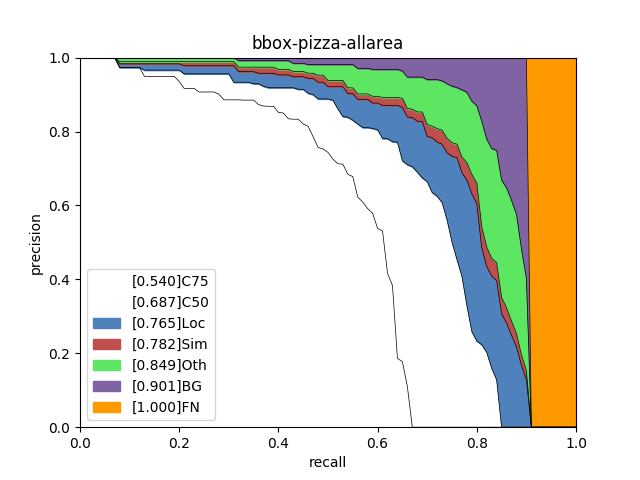 bbox-pizza-allarea
precision
1.0
0.8
0.6
0.4
0.2
0.0
[0.540]C75
[0.687]C50
[0.765]Loc
[0.782]Sim
[0.849]Oth
[0.901]BG
[1.000]FN
0.0 0.2 0.4 0.6 0.8 1.0
recall